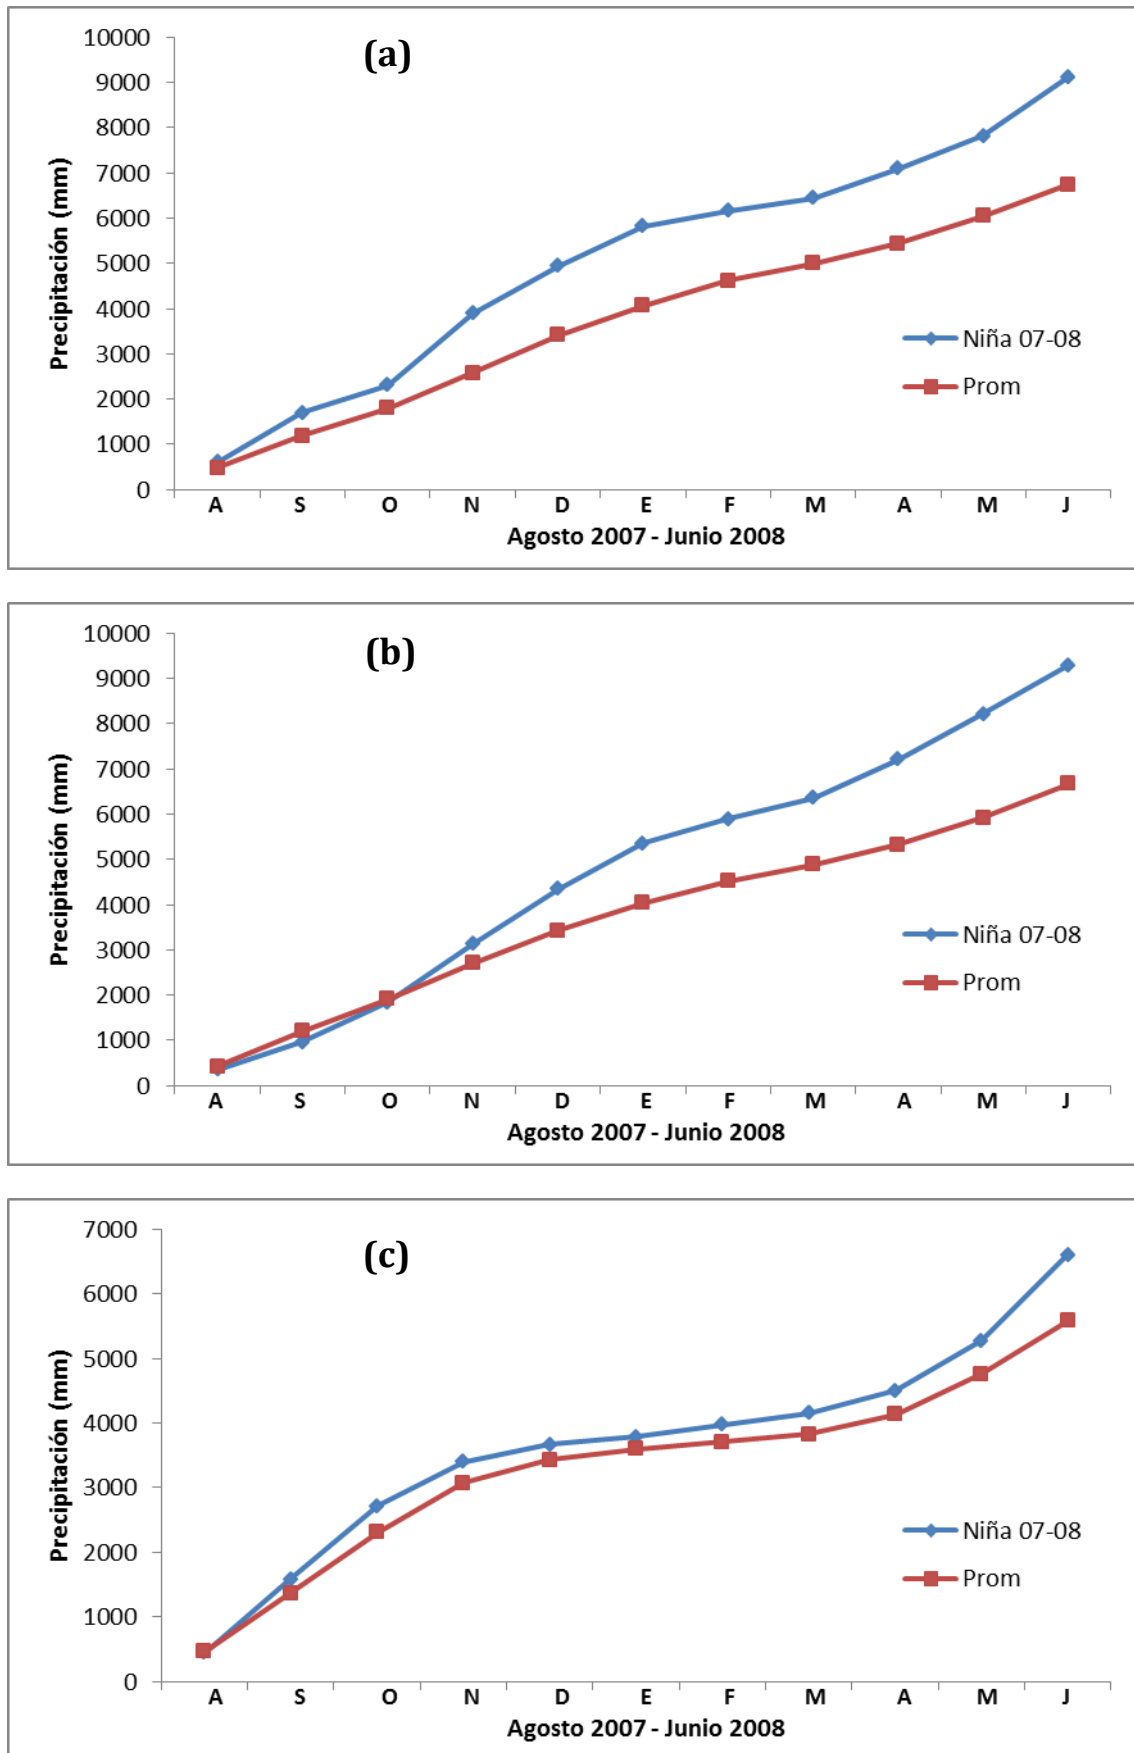 (a)
10000
9000
8000
7000
6000
5000
4000
3000
2000
1000
0
Precipitación (mm)
Niña 07-08
Prom
A S O N D E F M A M J
Agosto 2007 - Junio 2008
(b)
10000
9000
8000
7000
6000
5000
4000
3000
2000
1000
0
Precipitación (mm)
Niña 07-08
Prom
A S O N D E F M A M J
Agosto 2007 - Junio 2008
(c)
7000
6000
5000
4000
3000
2000
1000
0
Precipitación (mm)
Niña 07-08
Prom
A S O N D E F M A M J
Agosto 2007 - Junio 2008